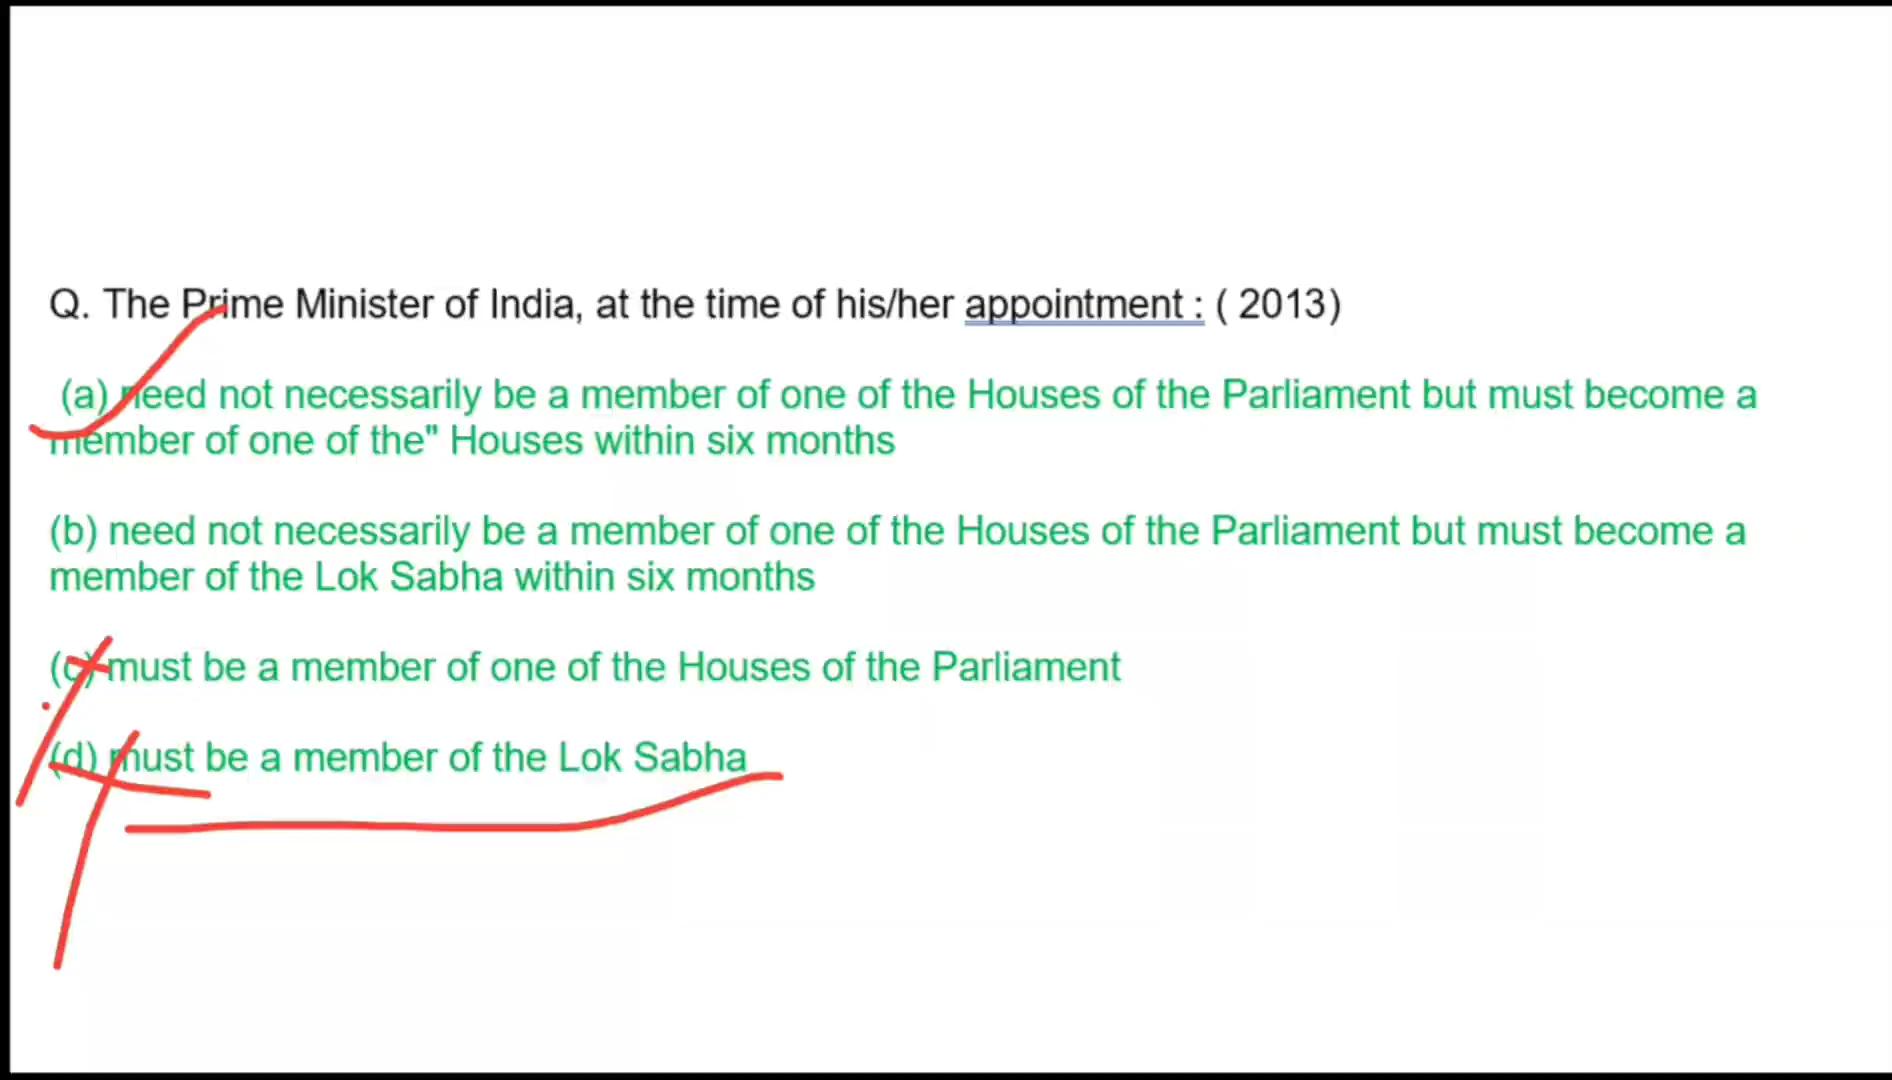 Q. The Prime Minister of India, at the time of his/her appointment : ( 2013)
(a) need not necessarily be a member of one of the Houses of the Parliament but must become a
member of one of the" Houses within six months
(b) need not necessarily be a member of one of the Houses of the Parliament but must become a
member of the Lok Sabha within six months
(c) must be a member of one of the Houses of the Parliament
(d) must be a member of the Lok Sabha